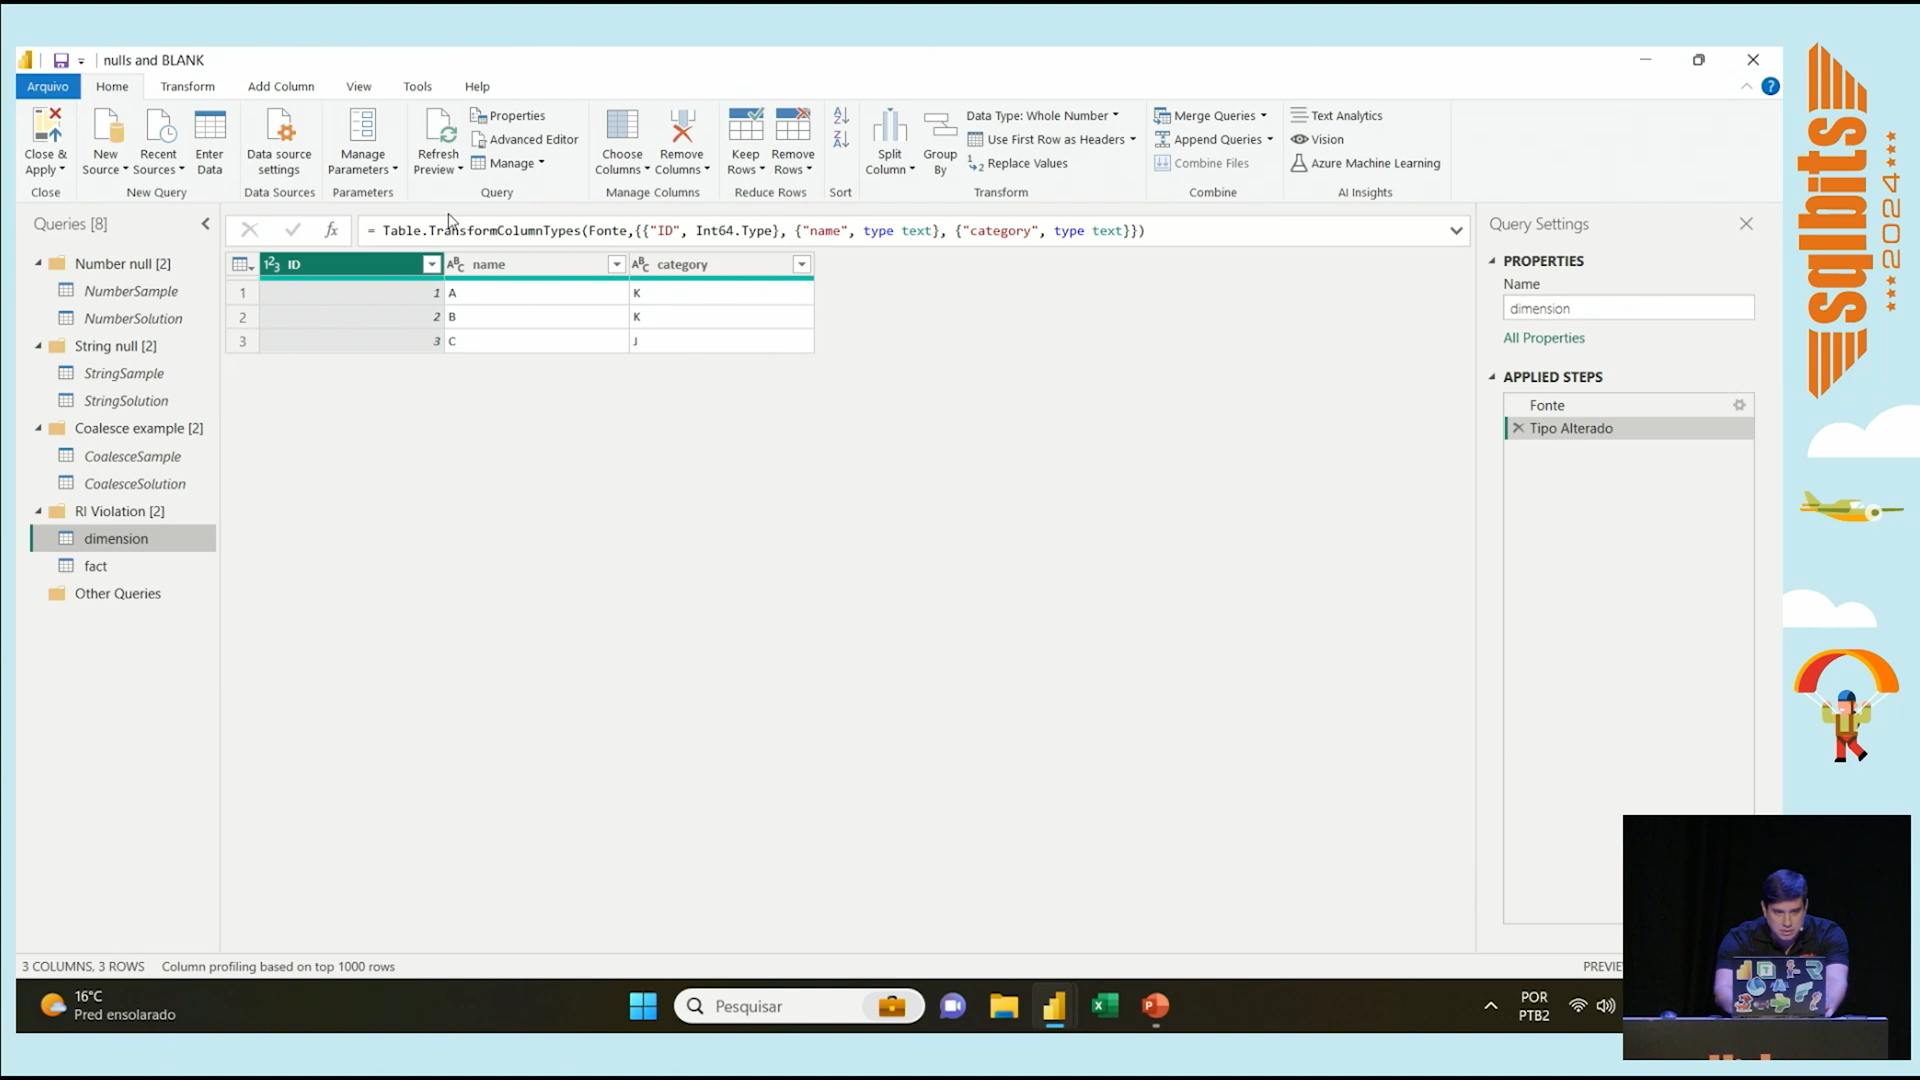 nulls and BLANK
Arquivo Home Transform Add Column View Tools Help
Close & Apply
New Source
Recent Sources
Enter Data
Data source settings
Manage Parameters
Refresh Preview
Properties
Advanced Editor
Manage
Choose Columns
Remove Columns
Keep Rows
Remove Rows
Split Column
Group By
Data Type: Whole Number
Use First Row as Headers
Replace Values
Merge Queries
Append Queries
Combine Files
Text Analytics
Vision
Azure Machine Learning
Close New Query Data Sources Parameters Query Manage Columns Reduce Rows Sort Transform Combine AI Insights
Queries [8]
Number null [2]
NumberSample
NumberSolution
String null [2]
StringSample
StringSolution
Coalesce example [2]
CoalesceSample
CoalesceSolution
RI Violation [2]
dimension
fact
Other Queries
fx = Table.TransformColumnTypes(Fonte,{{"ID", Int64.Type}, {"name", type text}, {"category", type text}})
123 ID ABC name ABC category
1 1 A K
2 2 B K
3 3 C J
Query Settings
PROPERTIES
Name
dimension
All Properties
APPLIED STEPS
Fonte
Tipo Alterado
3 COLUMNS, 3 ROWS Column profiling based on top 1000 rows
PREVIE
16°C
Pred ensolarado
Pesquisar
POR
PTB2
sqlbits
2024